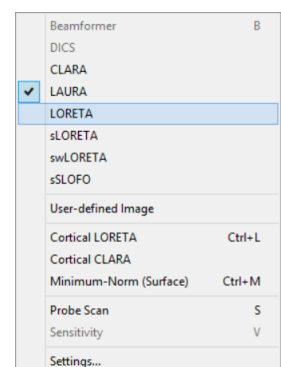 Beamformer B
DICS
CLARA
LAURA
LORETA
sLORETA
swLORETA
sSLOFO
User-defined Image
Cortical LORETA Ctrl+L
Cortical CLARA
Minimum-Norm (Surface) Ctrl+M
Probe Scan S
Sensitivity V
Settings...